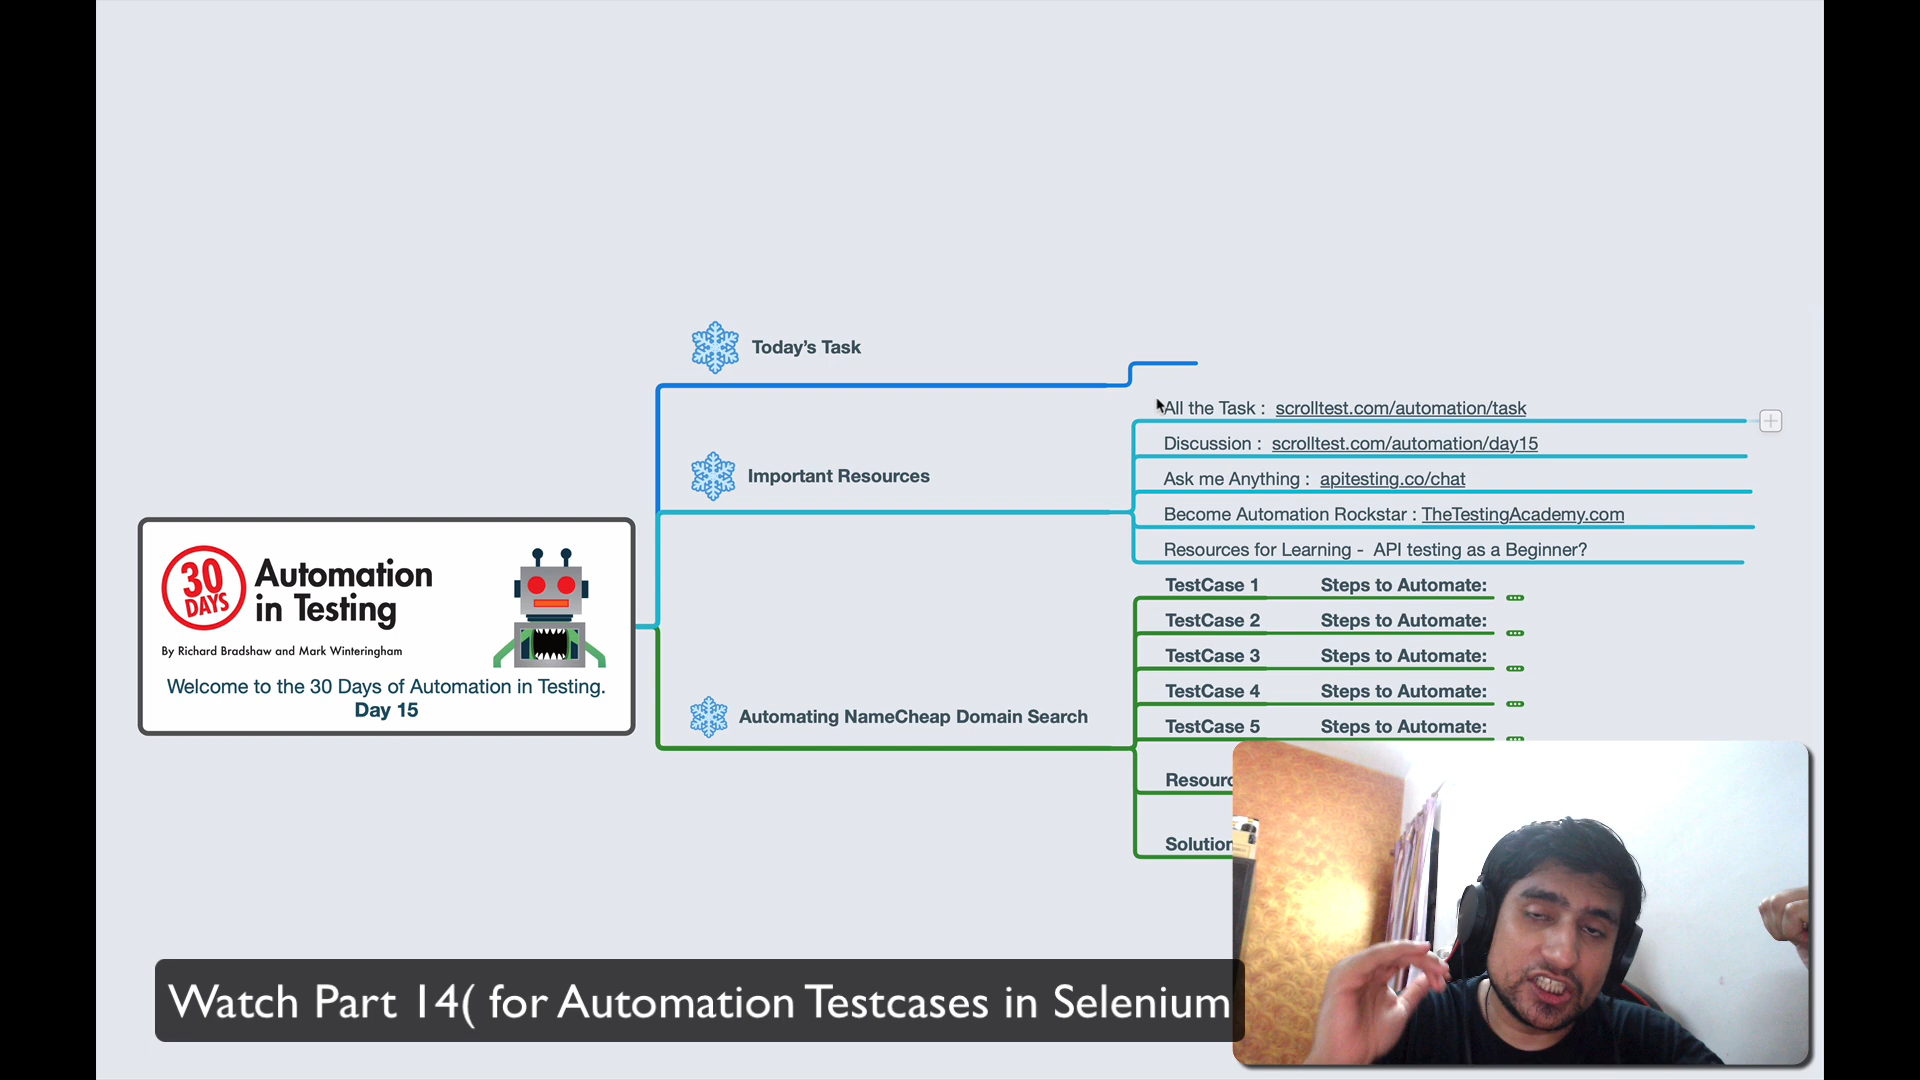 Today's Task
All the Task : scrolltest.com/automation/task
Discussion : scrolltest.com/automation/day15
Important Resources
Ask me Anything : apitesting.co/chat
Become Automation Rockstar : TheTestingAcademy.com
Resources for Learning - API testing as a Beginner?
30 DAYS
Automation
in Testing
By Richard Bradshaw and Mark Winteringham
Welcome to the 30 Days of Automation in Testing.
Day 15
Automating NameCheap Domain Search
TestCase 1 Steps to Automate:
TestCase 2 Steps to Automate:
TestCase 3 Steps to Automate:
TestCase 4 Steps to Automate:
TestCase 5 Steps to Automate:
Resourc
Solution
Watch Part 14( for Automation Testcases in Selenium